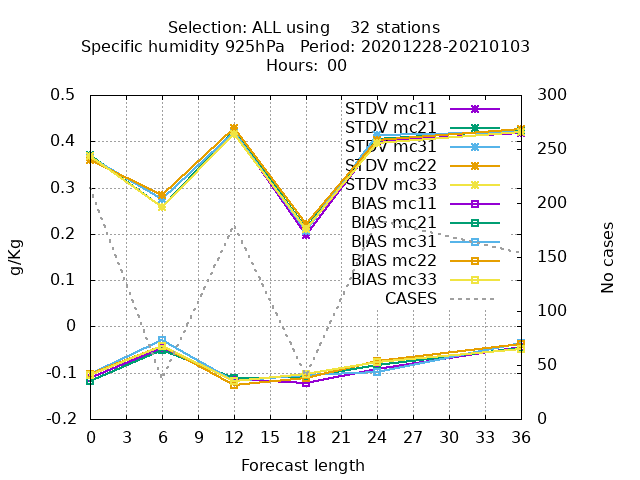 Selection: ALL using    32 stations
Specific humidity 925hPa   Period: 20201228-20210103
Hours: 00
0.5
0.4
0.3
0.2
0.1
0
-0.1
-0.2
g/Kg
STDV mc11
STDV mc21
STDV mc31
STDV mc22
STDV mc33
BIAS mc11
BIAS mc21
BIAS mc31
BIAS mc22
BIAS mc33
CASES
300
250
200
150
100
50
0
No cases
0 3 6 9 12 15 18 21 24 27 30 33 36
Forecast length